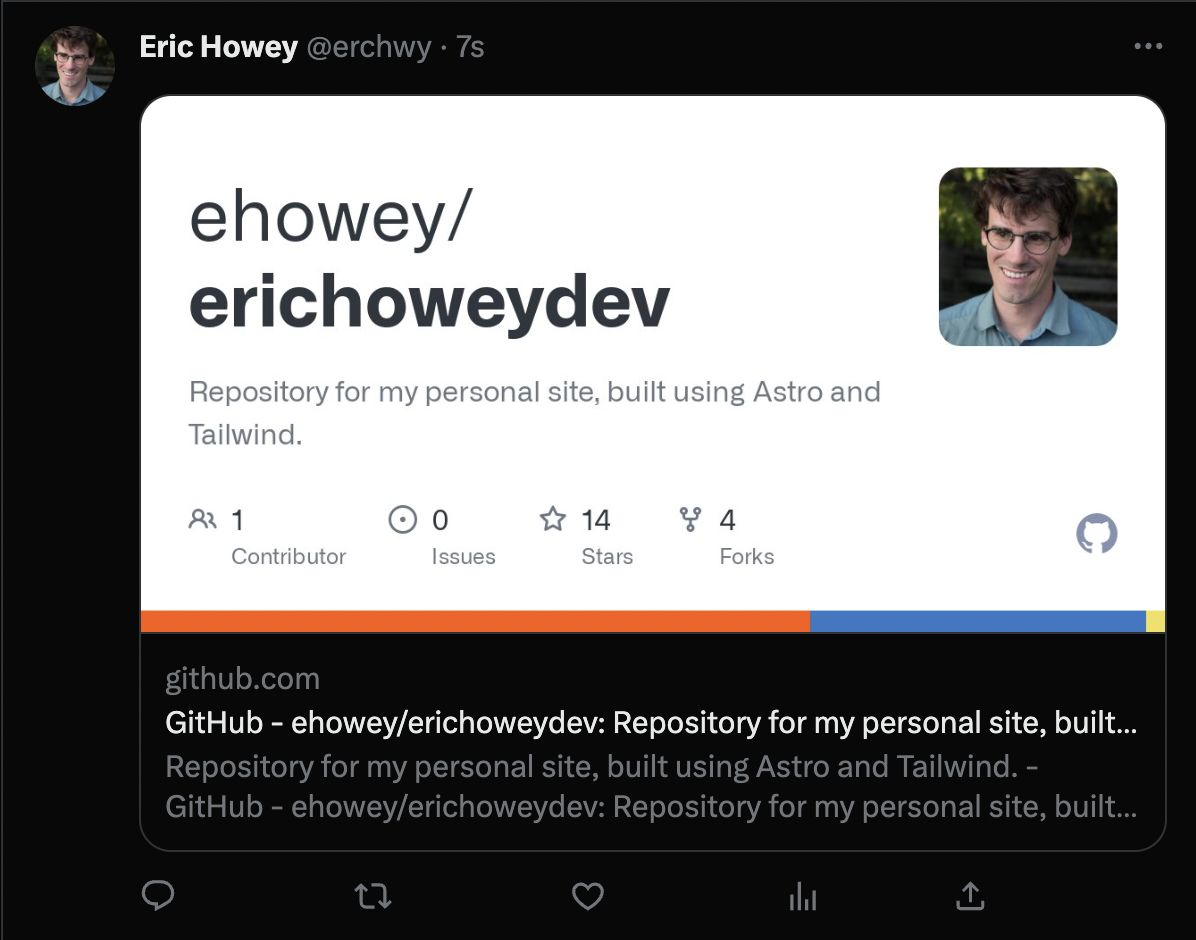 Eric Howey @erchwy · 7s
ehowey/
erichoweydev
Repository for my personal site, built using Astro and
Tailwind.
1 0 14 4
Contributor Issues Stars Forks
github.com
GitHub - ehowey/erichoweydev: Repository for my personal site, built...
Repository for my personal site, built using Astro and Tailwind. -
GitHub - ehowey/erichoweydev: Repository for my personal site, built...